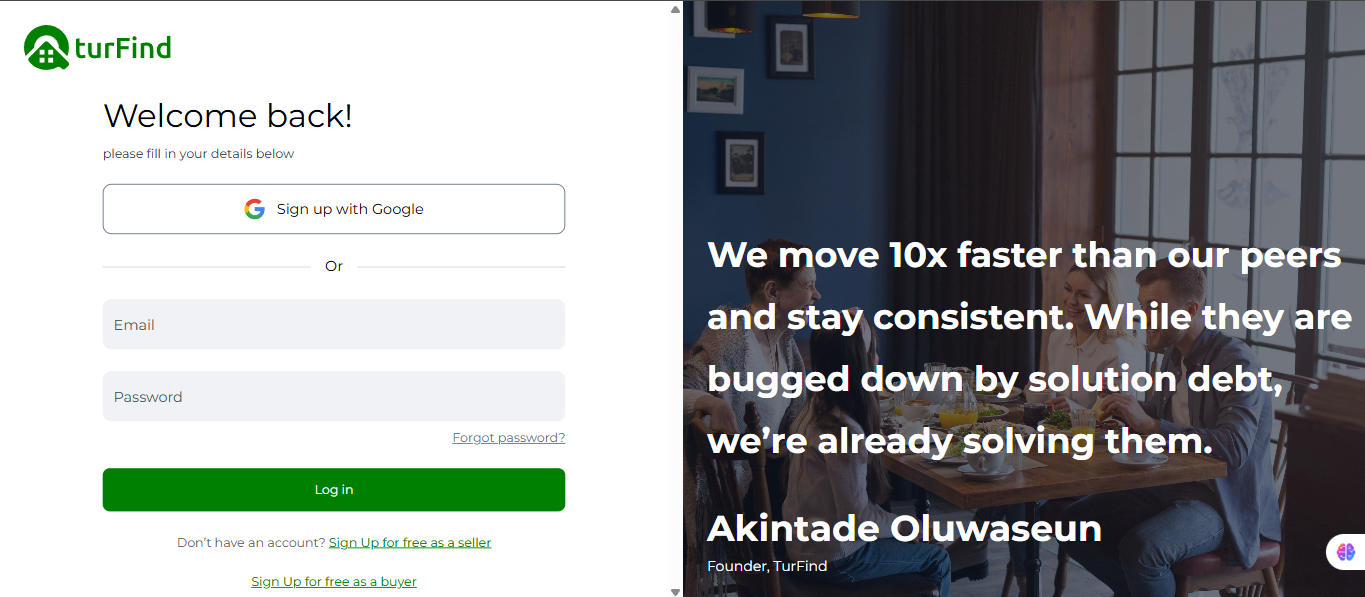 turFind
Welcome back!
please fill in your details below
Sign up with Google
Or
Email
Password
Forgot password?
Log in
Don’t have an account? Sign Up for free as a seller
Sign Up for free as a buyer
We move 10x faster than our peers
and stay consistent. While they are
bugged down by solution debt,
we’re already solving them.
Akintade Oluwaseun
Founder, TurFind